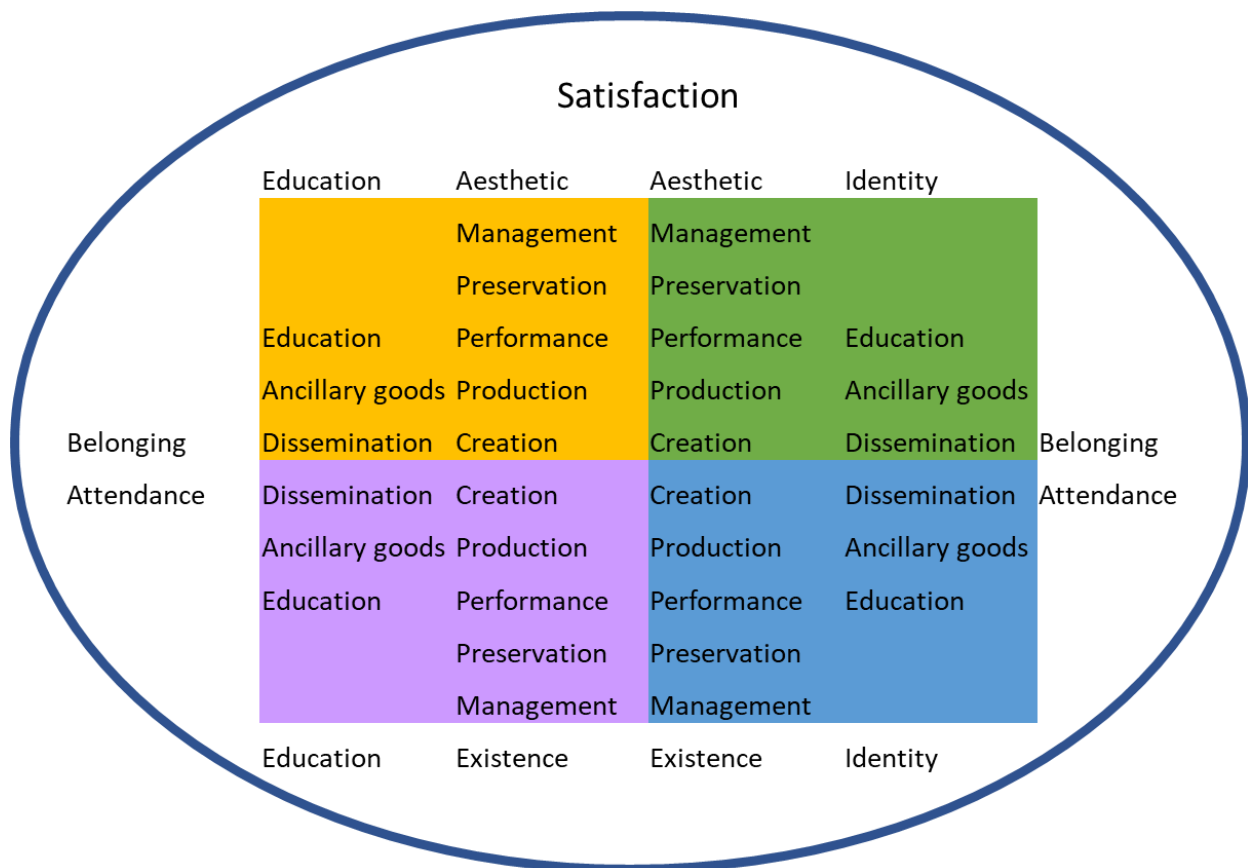 Satisfaction
Education Aesthetic Aesthetic Identity
Management Management
Preservation Preservation
Education Performance Performance Education
Ancillary goods Production Production Ancillary goods
Belonging Dissemination Creation Creation Dissemination Belonging
Attendance Dissemination Creation Creation Dissemination Attendance
Ancillary goods Production Production Ancillary goods
Education Performance Performance Education
Preservation Preservation
Management Management
Education Existence Existence Identity